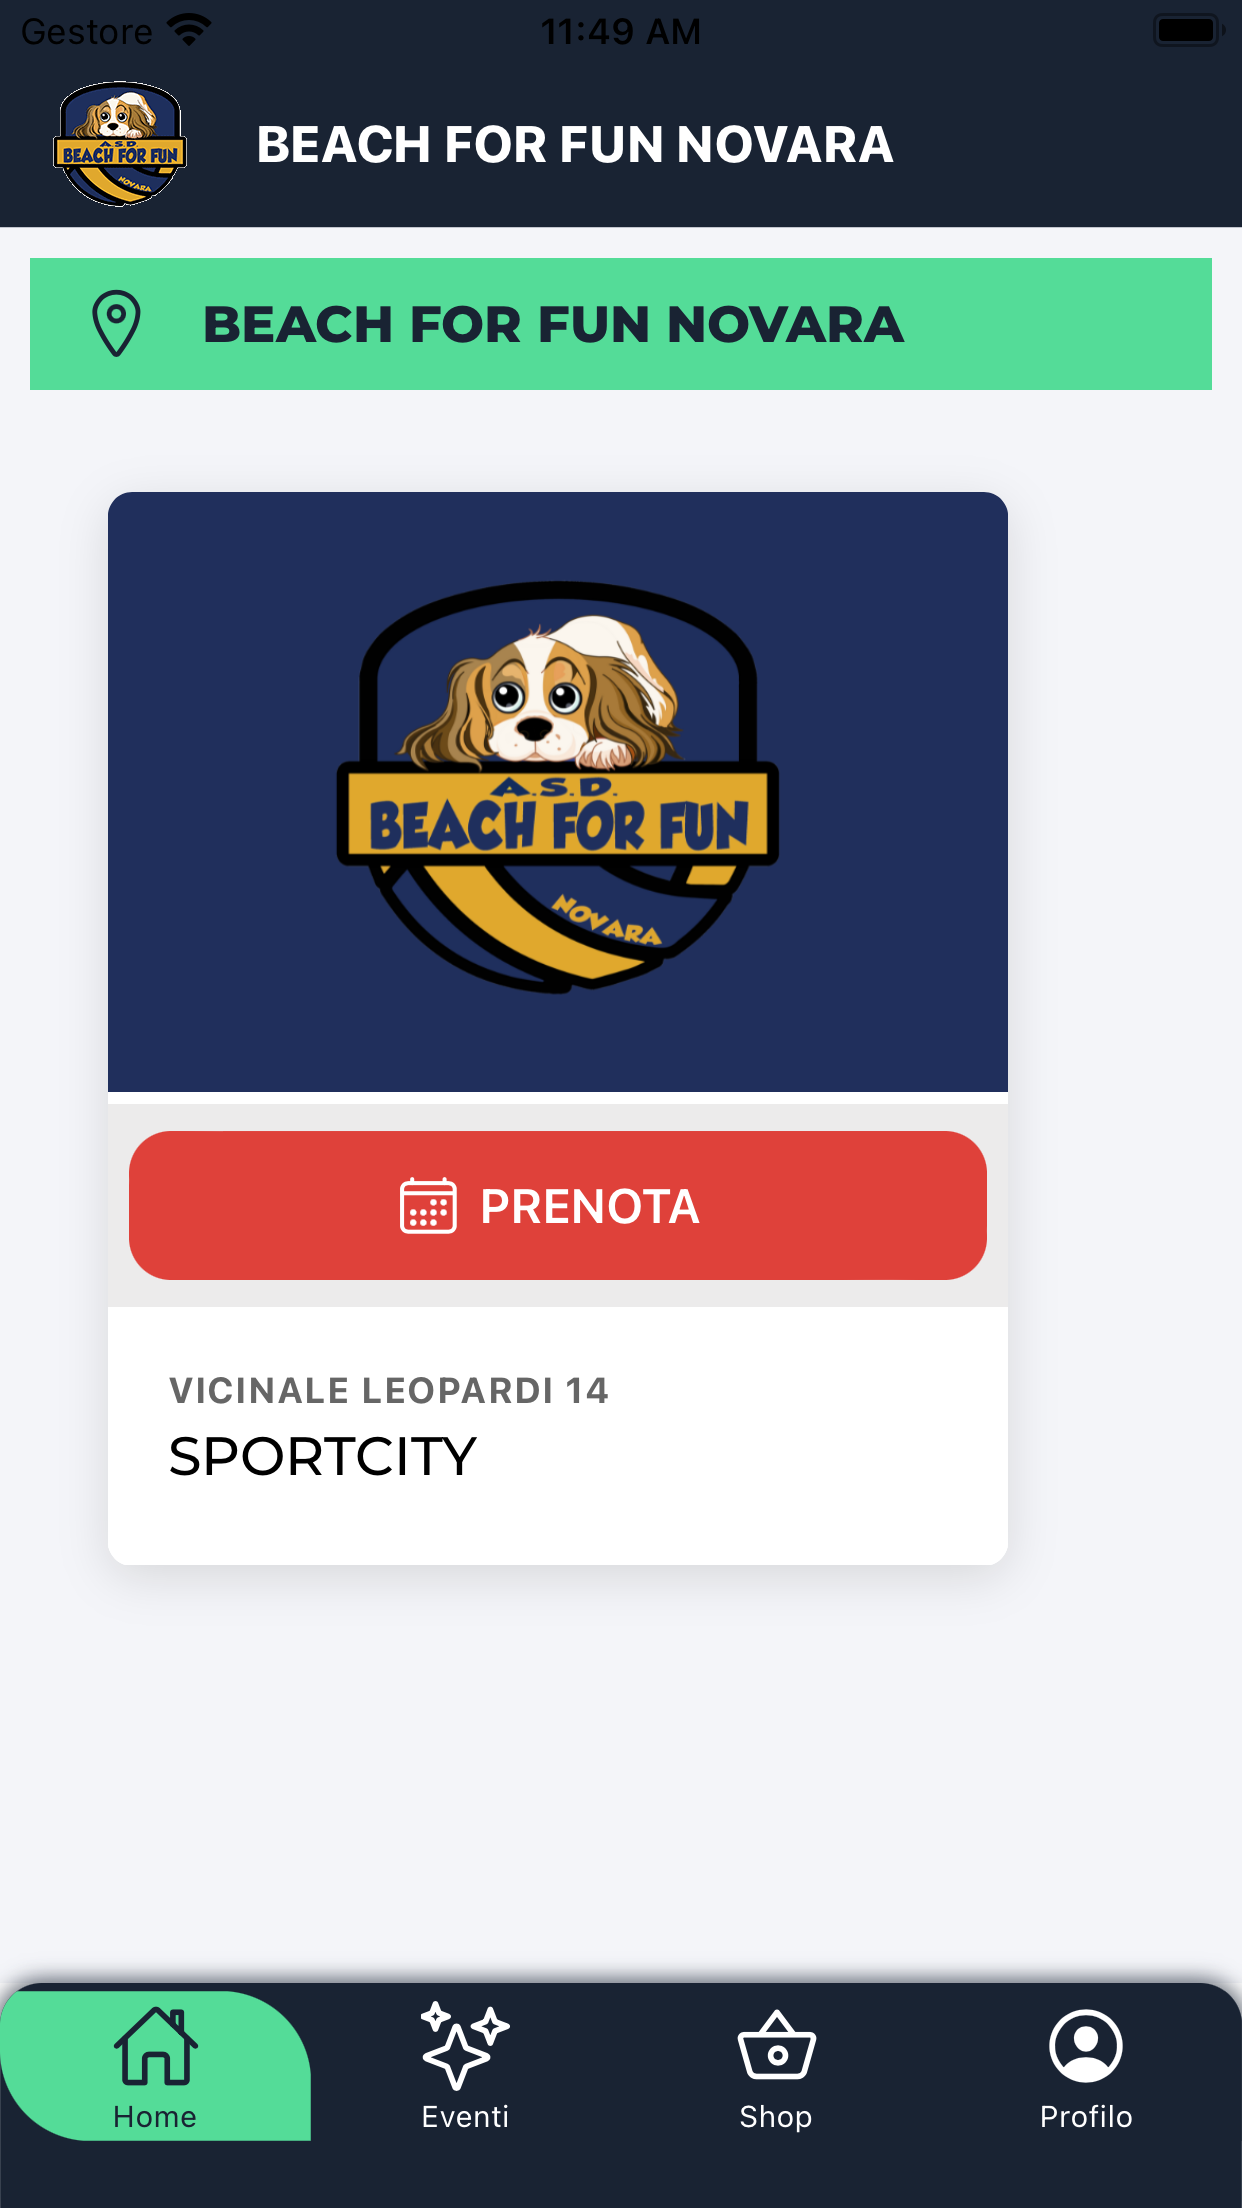 Gestore 11:49 AM
A.S.D.
BEACH FOR FUN
NOVARA
BEACH FOR FUN NOVARA
BEACH FOR FUN NOVARA
A.S.D.
BEACH FOR FUN
NOVARA
PRENOTA
VICINALE LEOPARDI 14
SPORTCITY
Home Eventi Shop Profilo